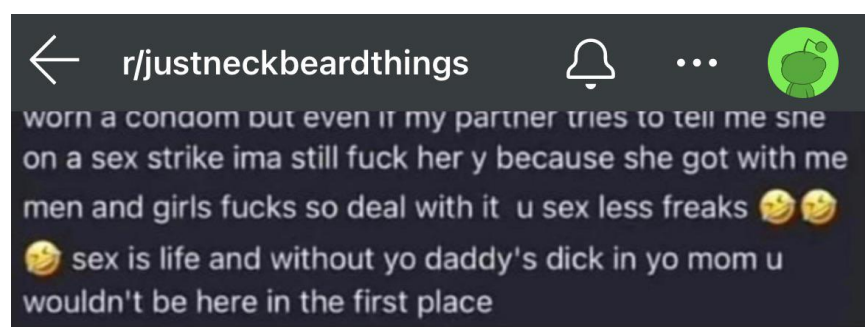 r/justneckbeardthings
worn a condom but even if my partner tries to tell me she
on a sex strike ima still fuck her y because she got with me
men and girls fucks so deal with it u sex less freaks 🤣🤣
🤣 sex is life and without yo daddy's dick in yo mom u
wouldn't be here in the first place